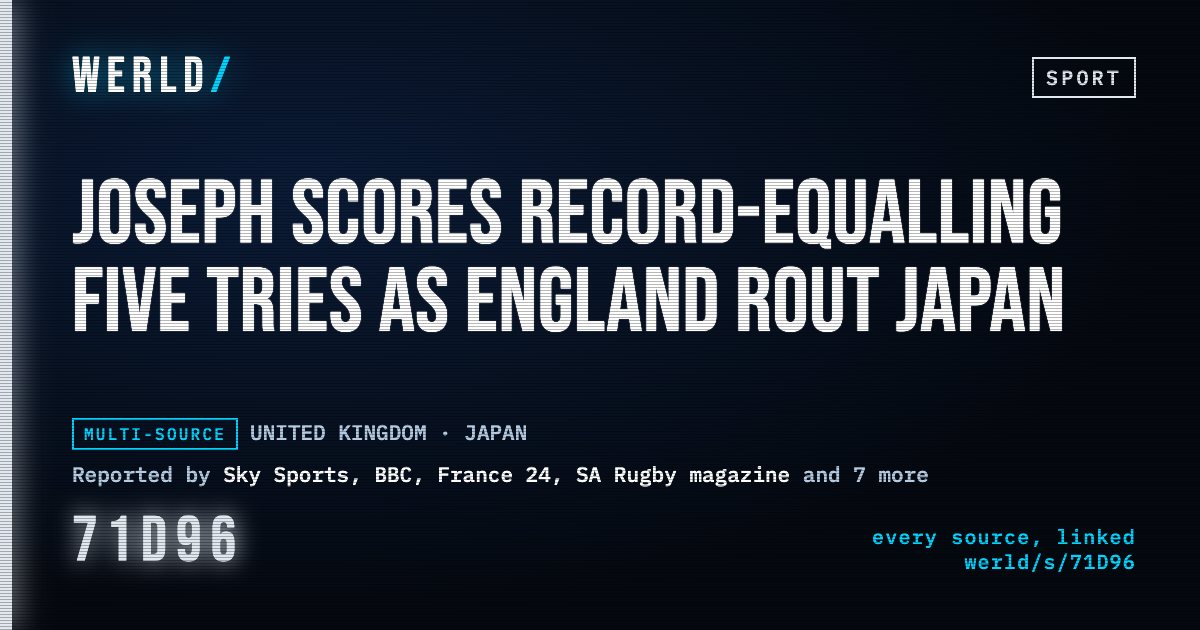 WERLD/
SPORT
JOSEPH SCORES RECORD-EQUALLING
FIVE TRIES AS ENGLAND ROUT JAPAN
MULTI-SOURCE UNITED KINGDOM · JAPAN
Reported by Sky Sports, BBC, France 24, SA Rugby magazine and 7 more
71D96
every source, linked
werld/s/71D96